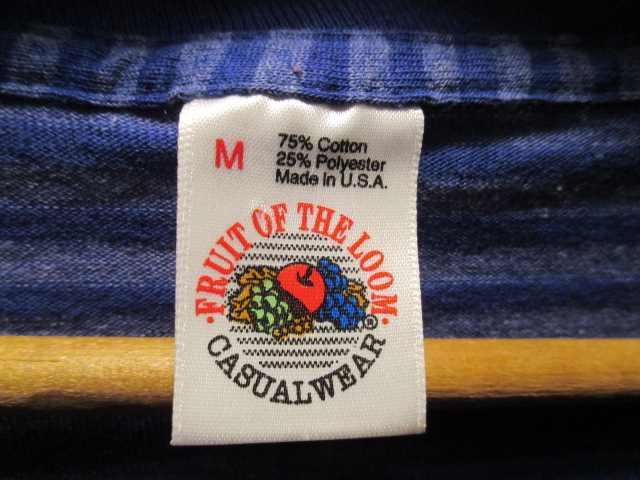 M
75% Cotton
25% Polyester
Made in U.S.A.
·FRUIT OF THE LOOM·
®
CASUALWEAR